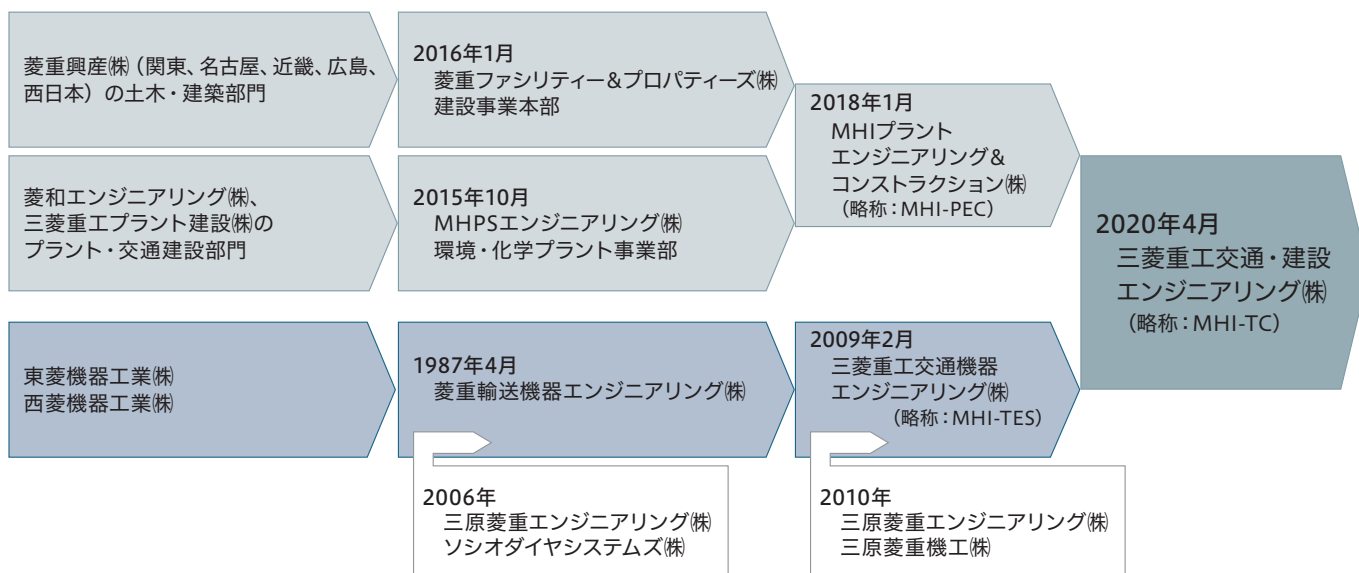 菱重興産㈱（関東、名古屋、近畿、広島、
西日本）の土木・建築部門
2016年1月
菱重ファシリティー＆プロパティーズ㈱
建設事業本部
2018年1月
MHIプラント
エンジニアリング＆
コンストラクション㈱
（略称：MHI-PEC）
菱和エンジニアリング㈱、
三菱重工プラント建設㈱の
プラント・交通建設部門
2015年10月
MHPSエンジニアリング㈱
環境・化学プラント事業部
2020年4月
三菱重工交通・建設
エンジニアリング㈱
（略称：MHI-TC）
東菱機器工業㈱
西菱機器工業㈱
1987年4月
菱重輸送機器エンジニアリング㈱
2009年2月
三菱重工交通機器
エンジニアリング㈱
（略称：MHI-TES）
2006年
三原菱重エンジニアリング㈱
ソシオダイヤシステムズ㈱
2010年
三原菱重エンジニアリング㈱
三原菱重機工㈱